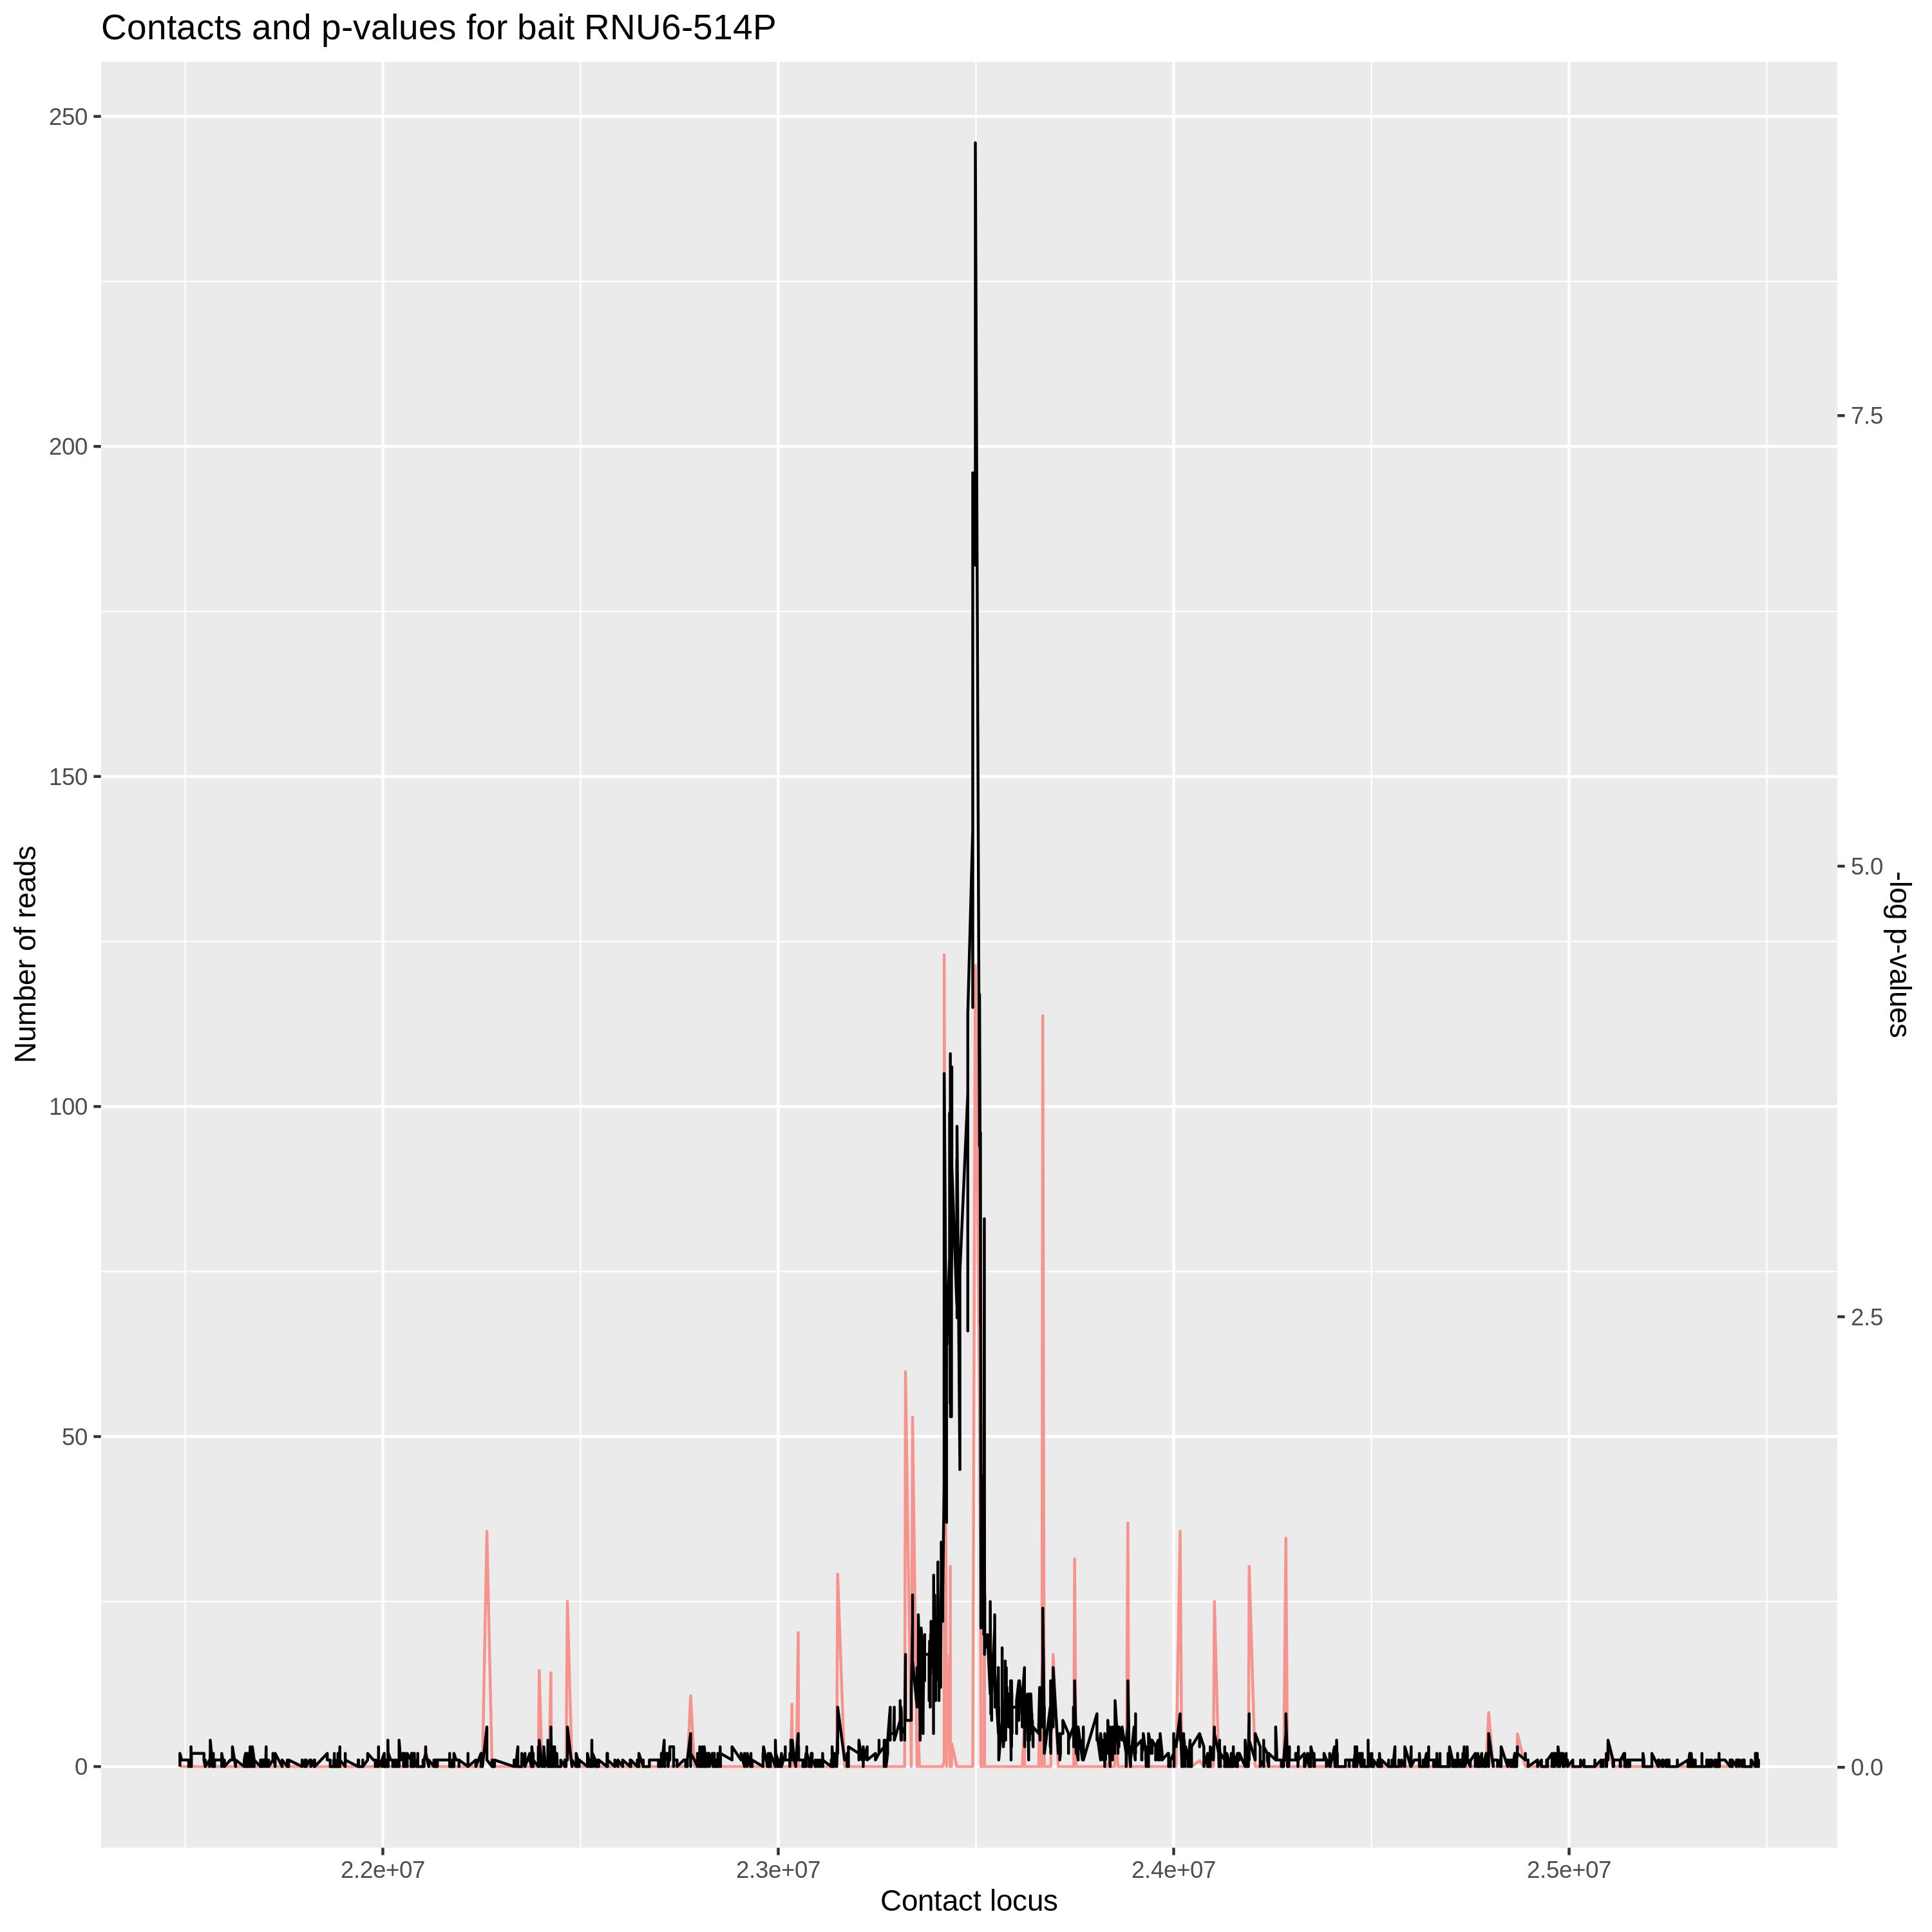 Contacts and p-values for bait RNU6-514P
250
200
150
100
50
0
Number of reads
7.5
5.0
2.5
0.0
-log p-values
2.2e+07
2.3e+07
2.4e+07
2.5e+07
Contact locus